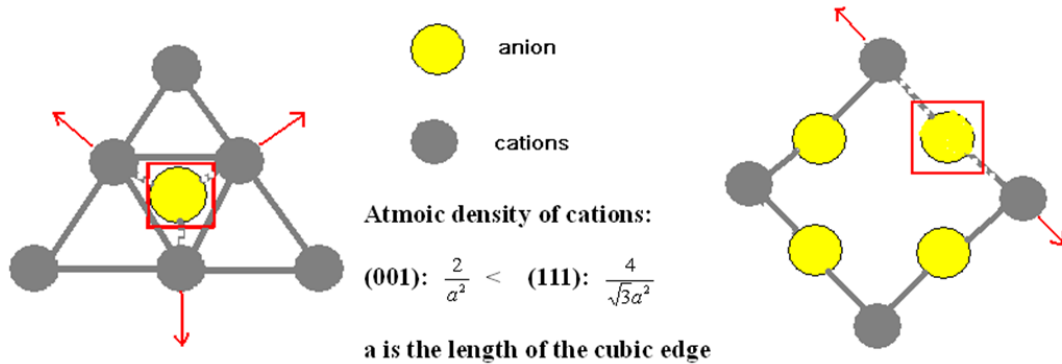 anion
cations
Atmoic density of cations:
(001): 2/a² < (111): 4/√3a²
a is the length of the cubic edge